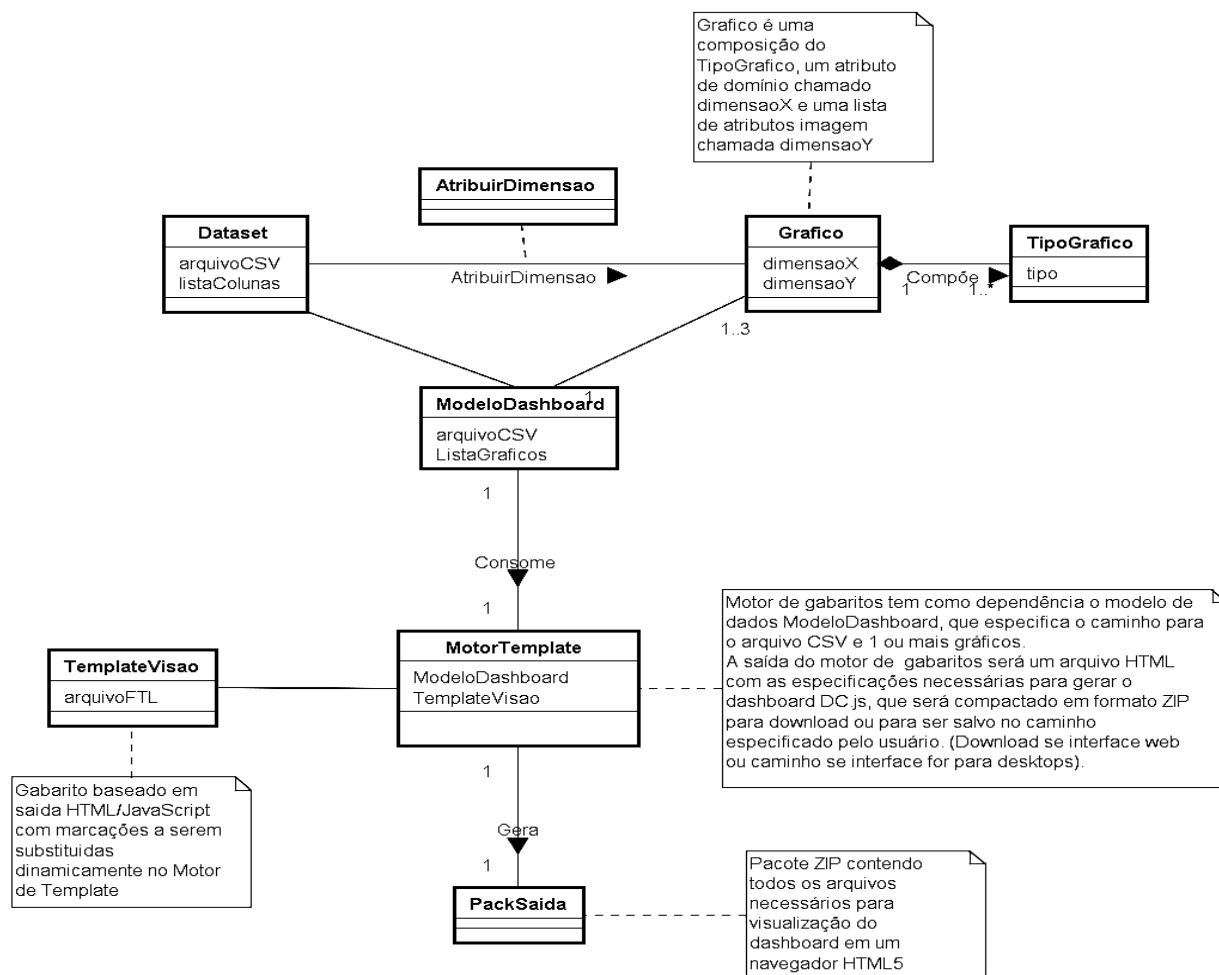 Grafico é uma
composição do
TipoGrafico, um atributo
de domínio chamado
dimensaoX e uma lista
de atributos imagem
chamada dimensaoY
AtribuirDimensao
Dataset
arquivoCSV
listaColunas
AtribuirDimensao
Grafico
dimensaoX
dimensaoY
Compõe
1
1..*
TipoGrafico
tipo
1..3
1
ModeloDashboard
arquivoCSV
ListaGraficos
1
Consome
1
MotorTemplate
ModeloDashboard
TemplateVisao
TemplateVisao
arquivoFTL
Motor de gabaritos tem como dependência o modelo de
dados ModeloDashboard, que especifica o caminho para
o arquivo CSV e 1 ou mais gráficos.
A saída do motor de gabaritos será um arquivo HTML
com as especificações necessárias para gerar o
dashboard DC.js, que será compactado em formato ZIP
para download ou para ser salvo no caminho
especificado pelo usuário. (Download se interface web
ou caminho se interface for para desktops).
Gabarito baseado em
saida HTML/JavaScript
com marcações a serem
substituidas
dinamicamente no Motor
de Template
1
Gera
1
PackSaida
Pacote ZIP contendo
todos os arquivos
necessários para
visualização do
dashboard em um
navegador HTML5